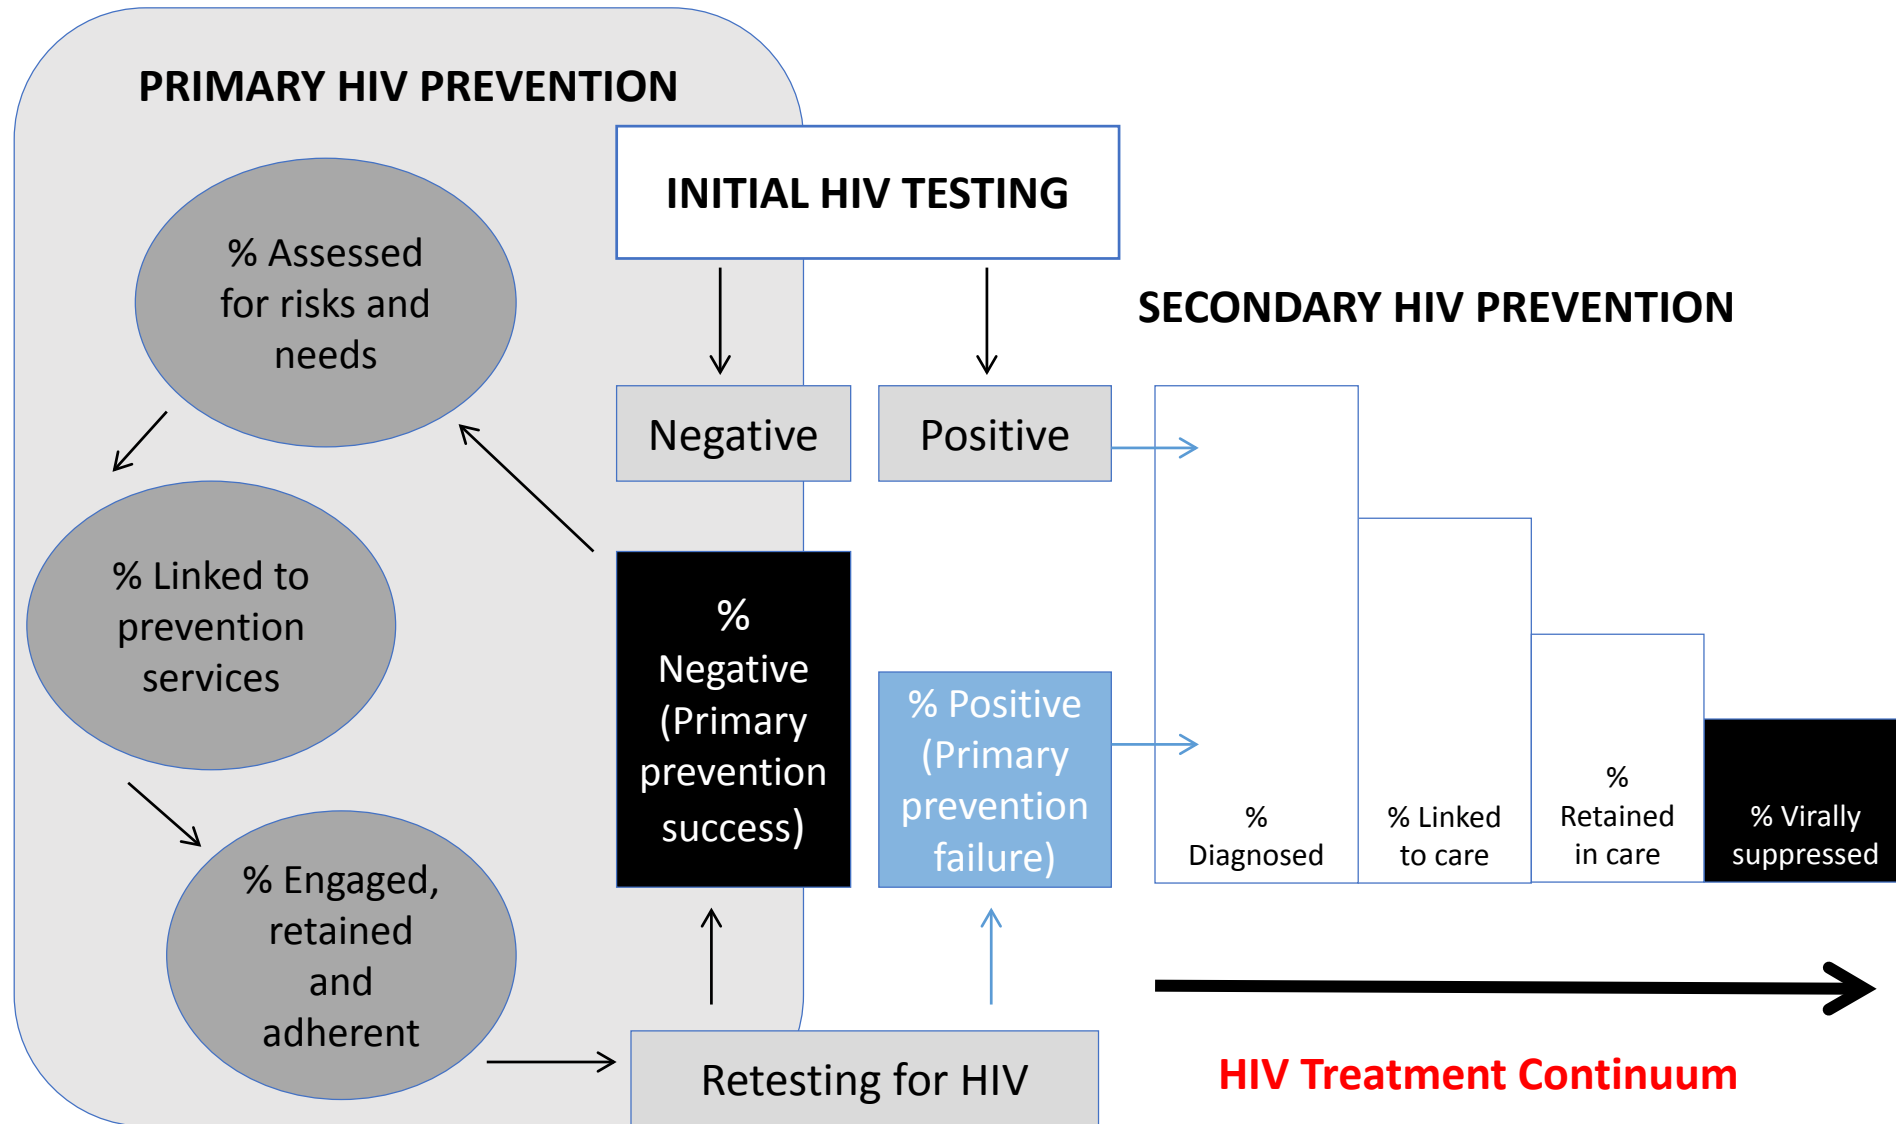 PRIMARY HIV PREVENTION
INITIAL HIV TESTING
% Assessed
for risks and
needs
SECONDARY HIV PREVENTION
Negative
Positive
% Linked to
prevention
services
%
Negative
(Primary
prevention
success)
% Positive
(Primary
prevention
failure)
%
Diagnosed
% Linked
to care
%
Retained
in care
% Virally
suppressed
% Engaged,
retained
and
adherent
Retesting for HIV
HIV Treatment Continuum